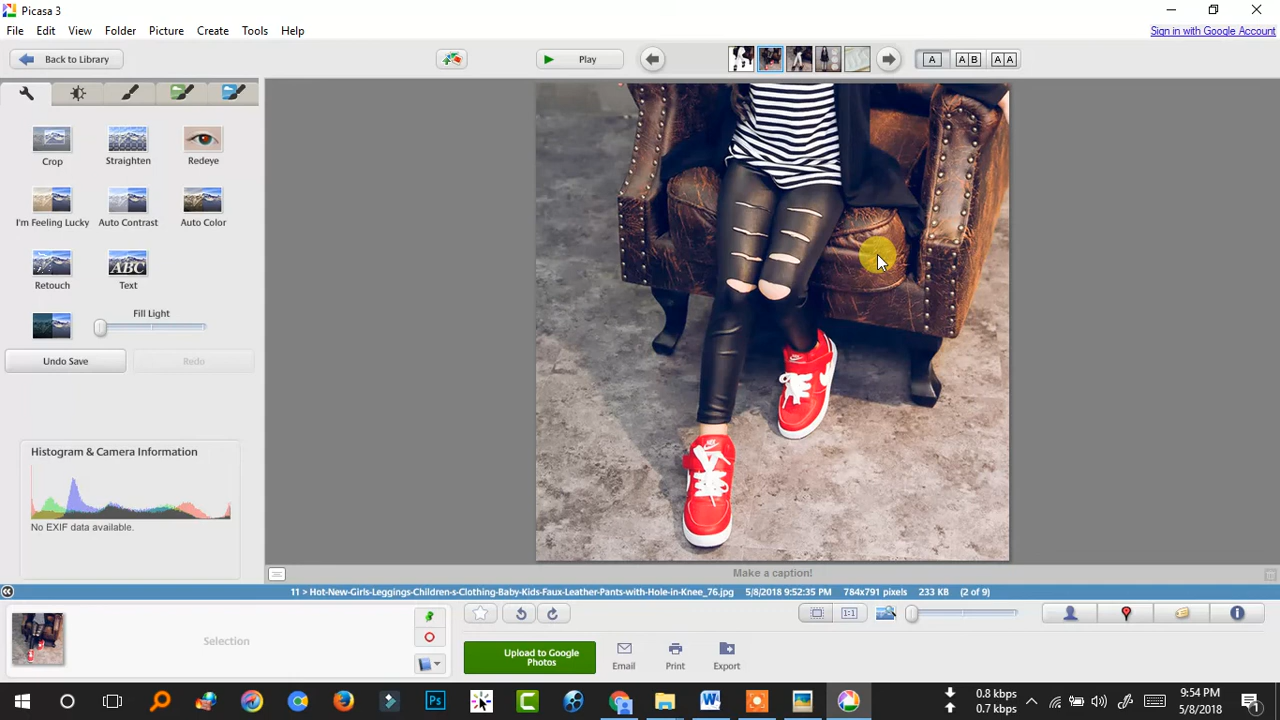 Picasa 3
File Edit View Folder Picture Create Tools Help
Sign in with Google Account
Back to Library
Play
A
A B
A A
Crop
Straighten
Redeye
I'm Feeling Lucky
Auto Contrast
Auto Color
Retouch
ABC
Text
Fill Light
Undo Save
Redo
Histogram & Camera Information
No EXIF data available.
Make a caption!
11 > Hot-New-Girls-Leggings-Children-s-Clothing-Baby-Kids-Faux-Leather-Pants-with-Hole-in-Knee_76.jpg 5/8/2018 9:52:35 PM 784x791 pixels 233 KB (2 of 9)
1:1
Selection
Upload to Google
Photos
Email
Print
Export
Ps
0.8 kbps
0.7 kbps
9:54 PM
5/8/2018
1